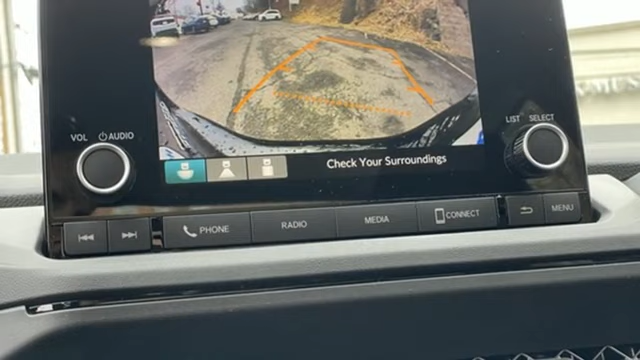 VOL AUDIO
LIST SELECT
Check Your Surroundings
PHONE RADIO MEDIA CONNECT MENU